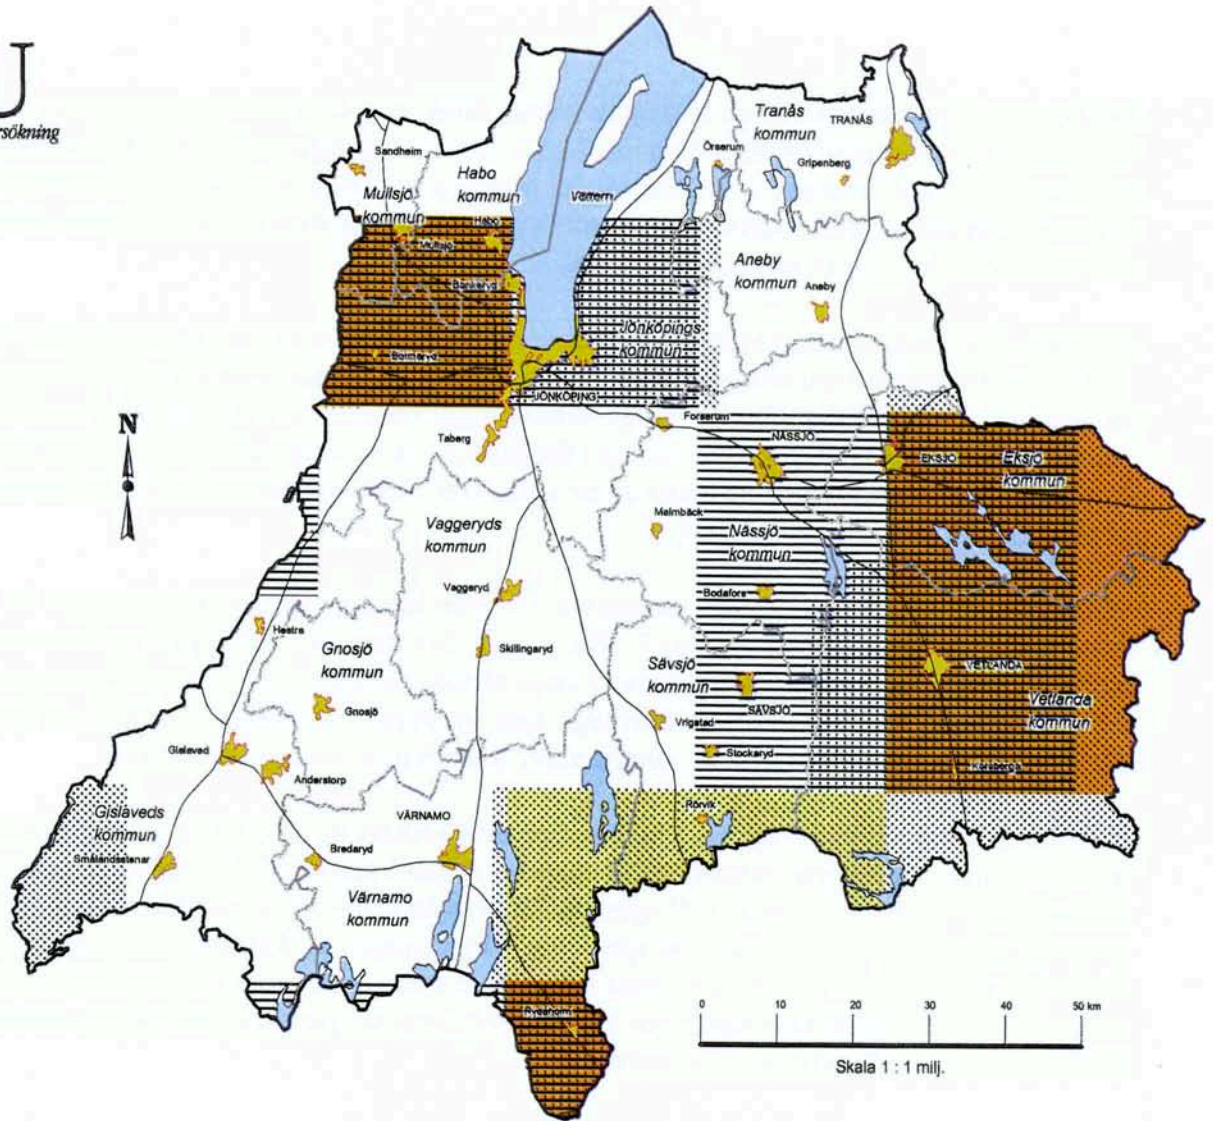 U
rsökning
Sandhem
Mullsjö
kommun
Habo
kommun
Habo
Mullsjö
Bankeryd
Bottnaryd
Vättern
Tranås
kommun
TRANÅS
Örserum
Gripenberg
Aneby
kommun
Aneby
Jönköpings
kommun
JÖNKÖPING
Taberg
Forserum
NÄSSJÖ
EKSJÖ
Eksjö
kommun
N
Vaggeryds
kommun
Malmbäck
Nässjö
kommun
Vaggeryd
Bodafors
Hestra
Skillingaryd
Gnosjö
kommun
Gnosjö
Sävsjö
kommun
SÄVSJÖ
Vrigstad
Stockaryd
VETLANDA
Vetlanda
kommun
Korsberga
Gislaved
Anderstorp
Gislaveds
kommun
Smålandsstenar
VÄRNAMO
Bredaryd
Värnamo
kommun
Rörvik
Rydaholm
0 10 20 30 40 50 km
Skala 1 : 1 milj.